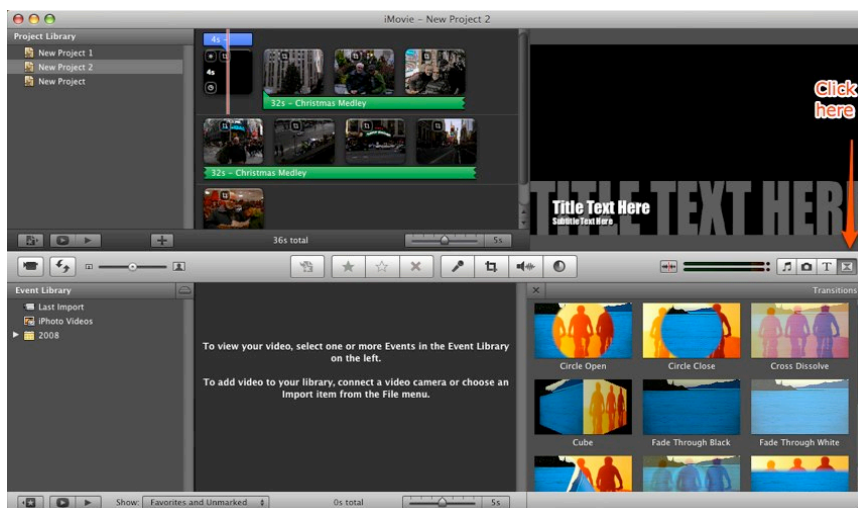 iMovie – New Project 2
Project Library
New Project 1
New Project 2
New Project
4s –
4s
32s – Christmas Medley
32s – Christmas Medley
Click
here
TITLE TEXT HER
Title Text Here
Subtitle Text Here
36s total
5s
T
Event Library
Last Import
iPhoto Videos
2008
To view your video, select one or more Events in the Event Library
on the left.
To add video to your library, connect a video camera or choose an
Import item from the File menu.
Transitions
Circle Open
Circle Close
Cross Dissolve
Cube
Fade Through Black
Fade Through White
Show: Favorites and Unmarked
0s total
5s